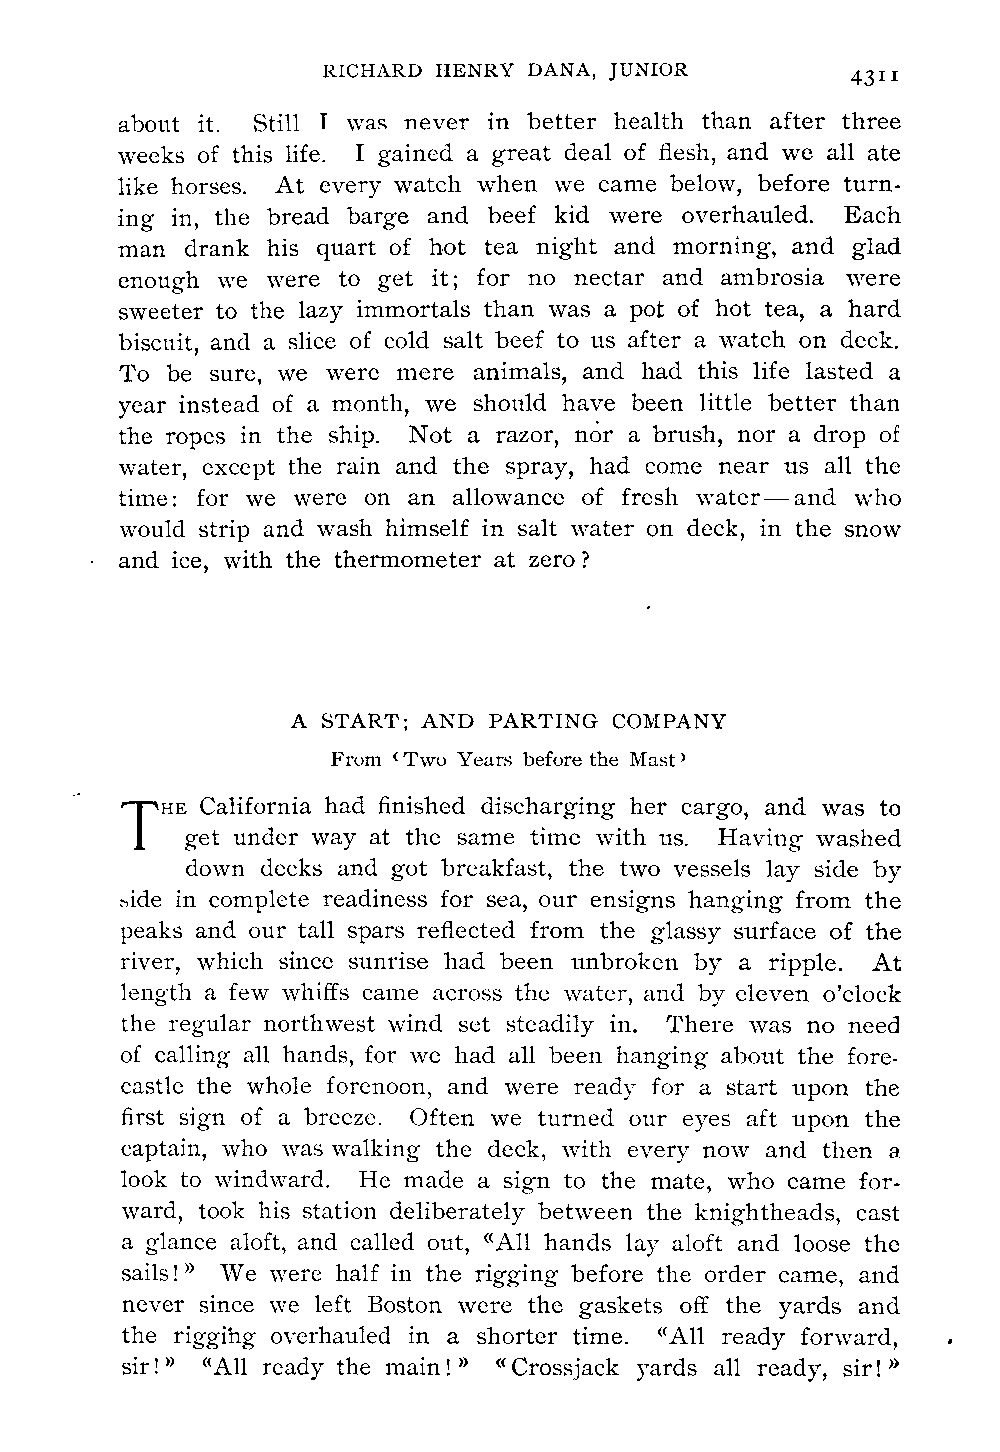 RICHARD HENRY DANA, JUNIOR 4311
about it. Still I was never in better health than after three
weeks of this life. I gained a great deal of flesh, and we all ate
like horses. At every watch when we came below, before turn-
ing in, the bread barge and beef kid were overhauled. Each
man drank his quart of hot tea night and morning, and glad
enough we were to get it; for no nectar and ambrosia were
sweeter to the lazy immortals than was a pot of hot tea, a hard
biscuit, and a slice of cold salt beef to us after a watch on deck.
To be sure, we were mere animals, and had this life lasted a
year instead of a month, we should have been little better than
the ropes in the ship. Not a razor, nor a brush, nor a drop of
water, except the rain and the spray, had come near us all the
time: for we were on an allowance of fresh water—and who
would strip and wash himself in salt water on deck, in the snow
and ice, with the thermometer at zero?
A START; AND PARTING COMPANY
From ‹Two Years before the Mast›
THE California had finished discharging her cargo, and was to
get under way at the same time with us. Having washed
down decks and got breakfast, the two vessels lay side by
side in complete readiness for sea, our ensigns hanging from the
peaks and our tall spars reflected from the glassy surface of the
river, which since sunrise had been unbroken by a ripple. At
length a few whiffs came across the water, and by eleven o'clock
the regular northwest wind set steadily in. There was no need
of calling all hands, for we had all been hanging about the fore-
castle the whole forenoon, and were ready for a start upon the
first sign of a breeze. Often we turned our eyes aft upon the
captain, who was walking the deck, with every now and then a
look to windward. He made a sign to the mate, who came for-
ward, took his station deliberately between the knightheads, cast
a glance aloft, and called out, «All hands lay aloft and loose the
sails!» We were half in the rigging before the order came, and
never since we left Boston were the gaskets off the yards and
the rigging overhauled in a shorter time. «All ready forward,
sir!» «All ready the main!» «Crossjack yards all ready, sir!»